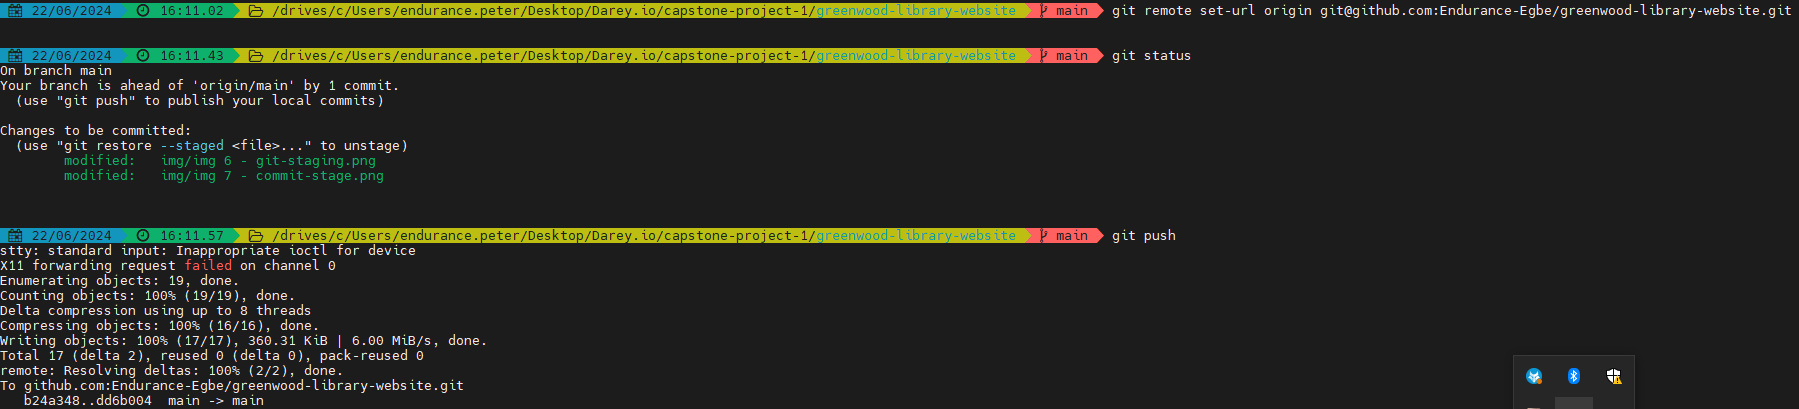 22/06/2024 16:11.02 /drives/c/Users/endurance.peter/Desktop/Darey.io/capstone-project-1/greenwood-library-website main git remote set-url origin git@github.com:Endurance-Egbe/greenwood-library-website.git
22/06/2024 16:11.43 /drives/c/Users/endurance.peter/Desktop/Darey.io/capstone-project-1/greenwood-library-website main git status
On branch main
Your branch is ahead of 'origin/main' by 1 commit.
(use "git push" to publish your local commits)
Changes to be committed:
(use "git restore --staged <file>..." to unstage)
modified: img/img 6 - git-staging.png
modified: img/img 7 - commit-stage.png
22/06/2024 16:11.57 /drives/c/Users/endurance.peter/Desktop/Darey.io/capstone-project-1/greenwood-library-website main git push
stty: standard input: Inappropriate ioctl for device
X11 forwarding request failed on channel 0
Enumerating objects: 19, done.
Counting objects: 100% (19/19), done.
Delta compression using up to 8 threads
Compressing objects: 100% (16/16), done.
Writing objects: 100% (17/17), 360.31 KiB | 6.00 MiB/s, done.
Total 17 (delta 2), reused 0 (delta 0), pack-reused 0
remote: Resolving deltas: 100% (2/2), done.
To github.com:Endurance-Egbe/greenwood-library-website.git
b24a348..dd6b004 main -> main